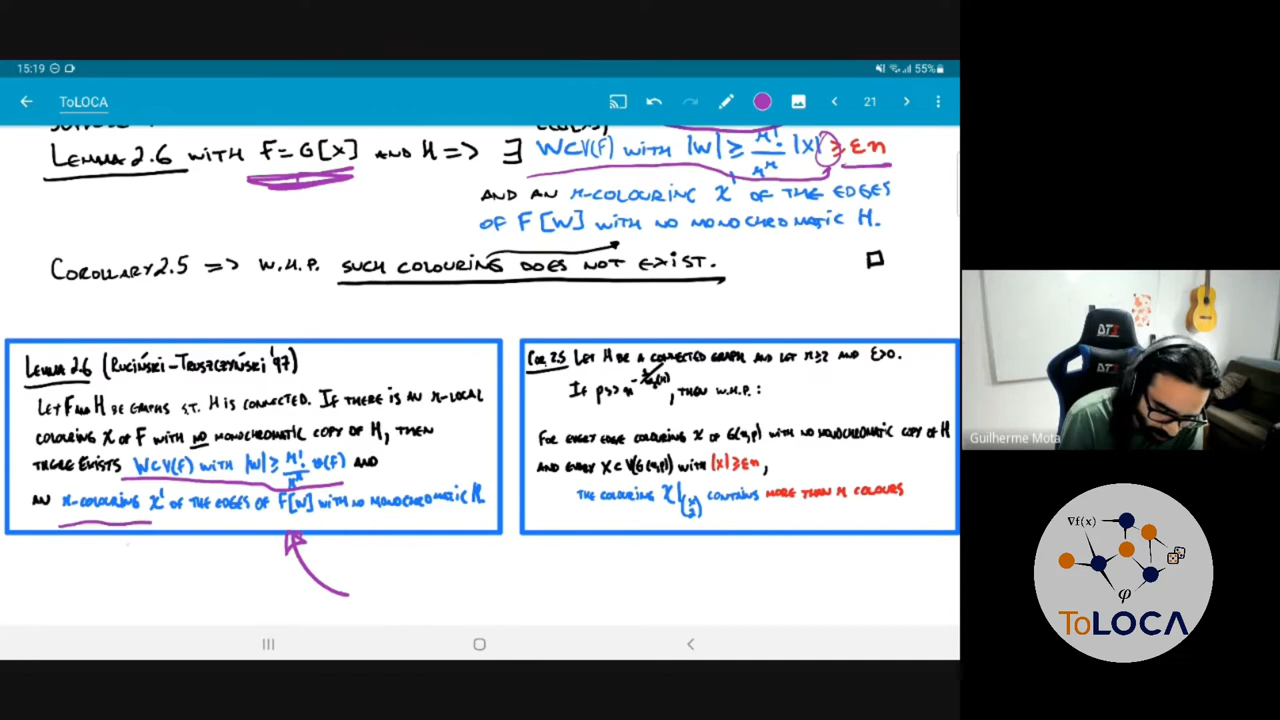 15:19
55%
ToLOCA
21
LEMMA 2.6 WITH F = G[X] AND H => ∃ W⊂V(F) WITH |W| ≥ r!/r^r |X| ≥ εn
AND AN r-COLOURING χ' OF THE EDGES
OF F[W] WITH NO MONOCHROMATIC H.
COROLLARY 2.5 => W.H.P. SUCH COLOURING DOES NOT EXIST. □
LEMMA 2.6 (RUCIŃSKI-TRUSZCZYŃSKI '97)
LET F AND H BE GRAPHS S.T. H IS CONNECTED. IF THERE IS AN r-LOCAL
COLOURING χ OF F WITH NO MONOCHROMATIC COPY OF H, THEN
THERE EXISTS W⊂V(F) WITH |W| ≥ r!/r^r v(F) AND
AN r-COLOURING χ' OF THE EDGES OF F[W] WITH NO MONOCHROMATIC H.
COR 2.5 LET H BE A CONNECTED GRAPH AND LET r≥2 AND ε>0.
THEN W.H.P:
FOR EVERY EDGE COLOURING χ OF G(n,p) WITH NO MONOCHROMATIC COPY OF H
AND EVERY X⊂V(G(n,p)) WITH |X| ≥ εn,
THE COLOURING CONTAINS MORE THAN r COLOURS
Guilherme Mota
∇f(x)
φ
ToLOCA